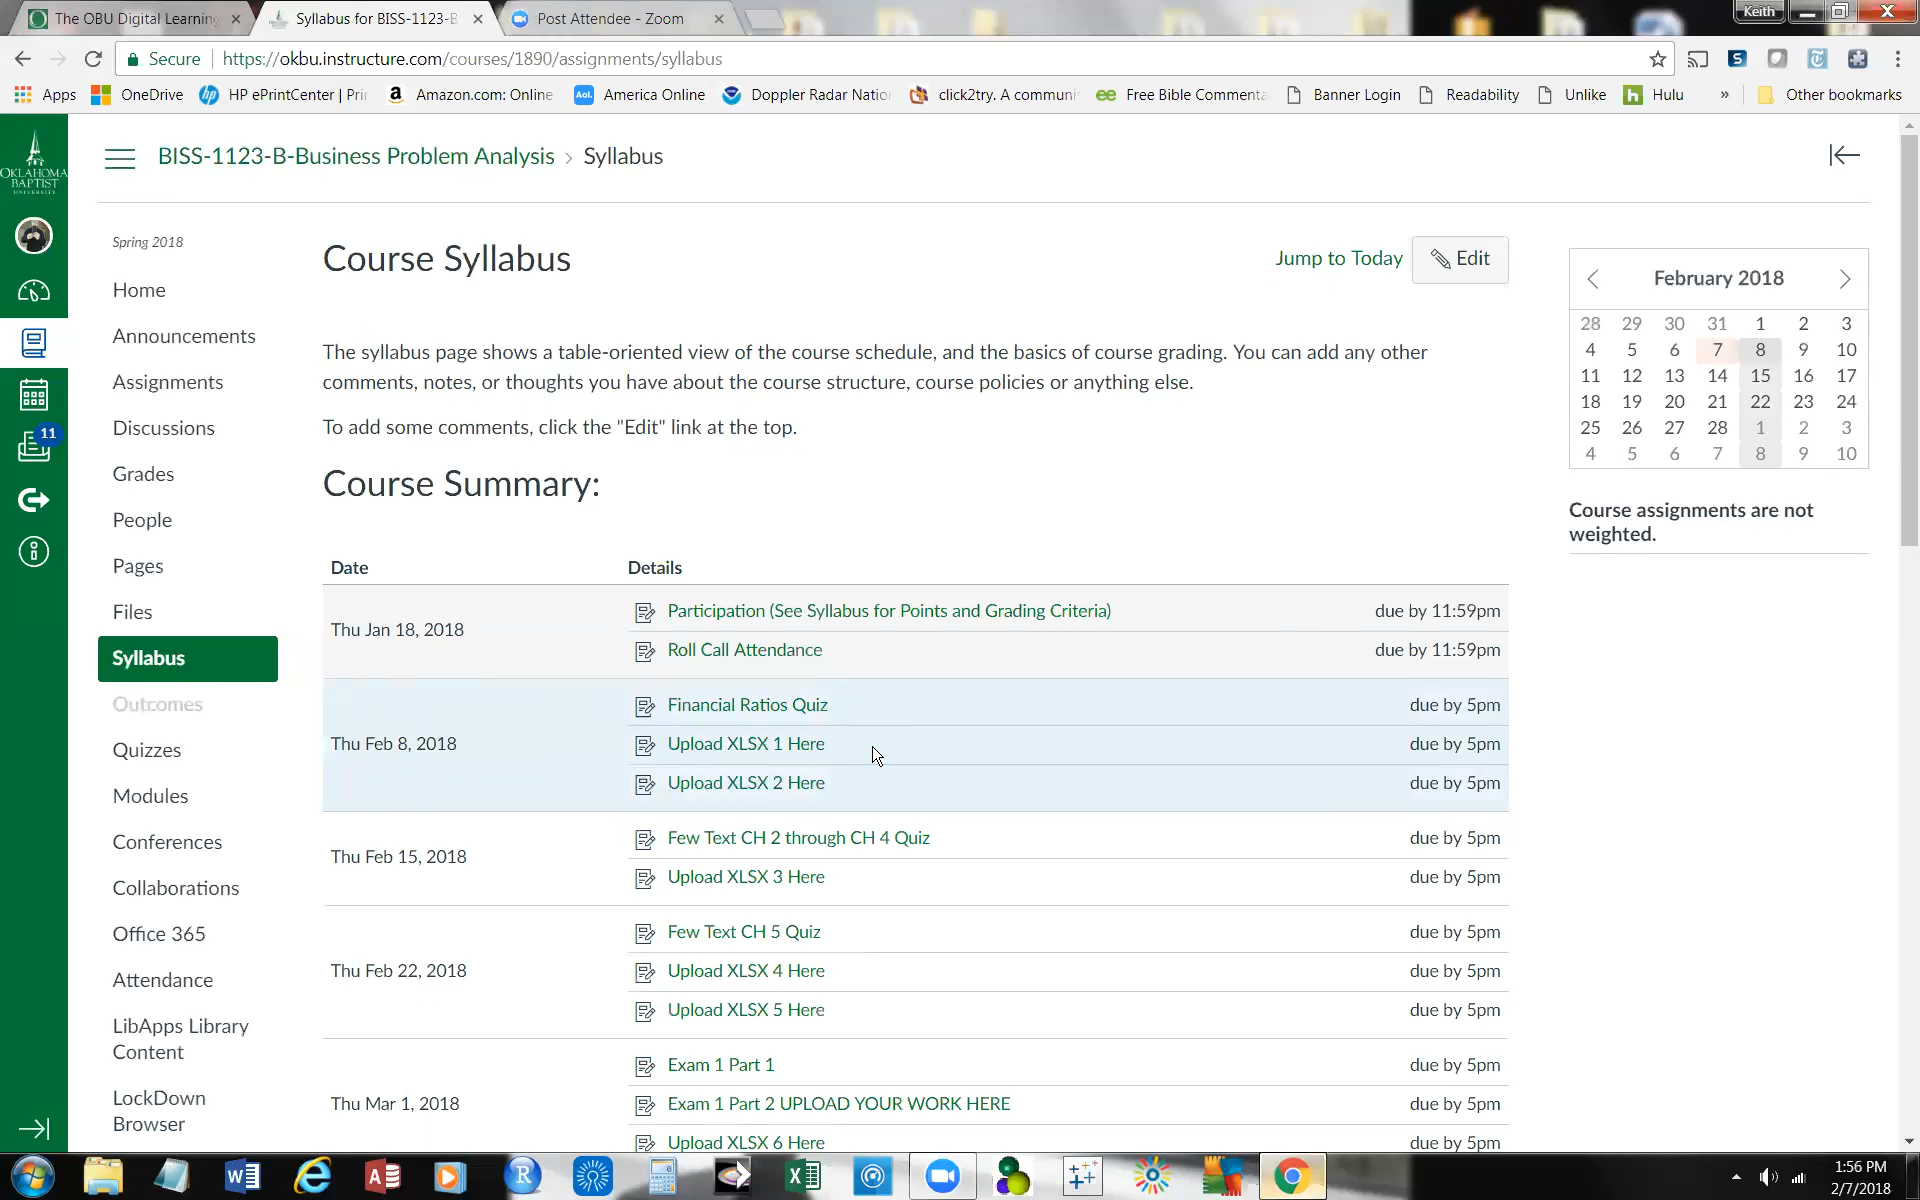 The OBU Digital Learning
Syllabus for BISS-1123-B
Post Attendee - Zoom
Keith
Secure
https://okbu.instructure.com/courses/1890/assignments/syllabus
Apps
OneDrive
HP ePrintCenter | Pri
Amazon.com: Online
America Online
Doppler Radar Natio
click2try. A communi
Free Bible Commenta
Banner Login
Readability
Unlike
Hulu
»
Other bookmarks
OKLAHOMA
BAPTIST
UNIVERSITY
BISS-1123-B-Business Problem Analysis › Syllabus
11
Spring 2018
Home
Announcements
Assignments
Discussions
Grades
People
Pages
Files
Syllabus
Outcomes
Quizzes
Modules
Conferences
Collaborations
Office 365
Attendance
LibApps Library
Content
LockDown
Browser
Course Syllabus
Jump to Today
Edit
The syllabus page shows a table-oriented view of the course schedule, and the basics of course grading. You can add any other
comments, notes, or thoughts you have about the course structure, course policies or anything else.
To add some comments, click the "Edit" link at the top.
Course Summary:
Date Details
Thu Jan 18, 2018
Participation (See Syllabus for Points and Grading Criteria) due by 11:59pm
Roll Call Attendance due by 11:59pm
Thu Feb 8, 2018
Financial Ratios Quiz due by 5pm
Upload XLSX 1 Here due by 5pm
Upload XLSX 2 Here due by 5pm
Thu Feb 15, 2018
Few Text CH 2 through CH 4 Quiz due by 5pm
Upload XLSX 3 Here due by 5pm
Thu Feb 22, 2018
Few Text CH 5 Quiz due by 5pm
Upload XLSX 4 Here due by 5pm
Upload XLSX 5 Here due by 5pm
Thu Mar 1, 2018
Exam 1 Part 1 due by 5pm
Exam 1 Part 2 UPLOAD YOUR WORK HERE due by 5pm
Upload XLSX 6 Here due by 5pm
February 2018
28 29 30 31 1 2 3
4 5 6 7 8 9 10
11 12 13 14 15 16 17
18 19 20 21 22 23 24
25 26 27 28 1 2 3
4 5 6 7 8 9 10
Course assignments are not
weighted.
1:56 PM
2/7/2018